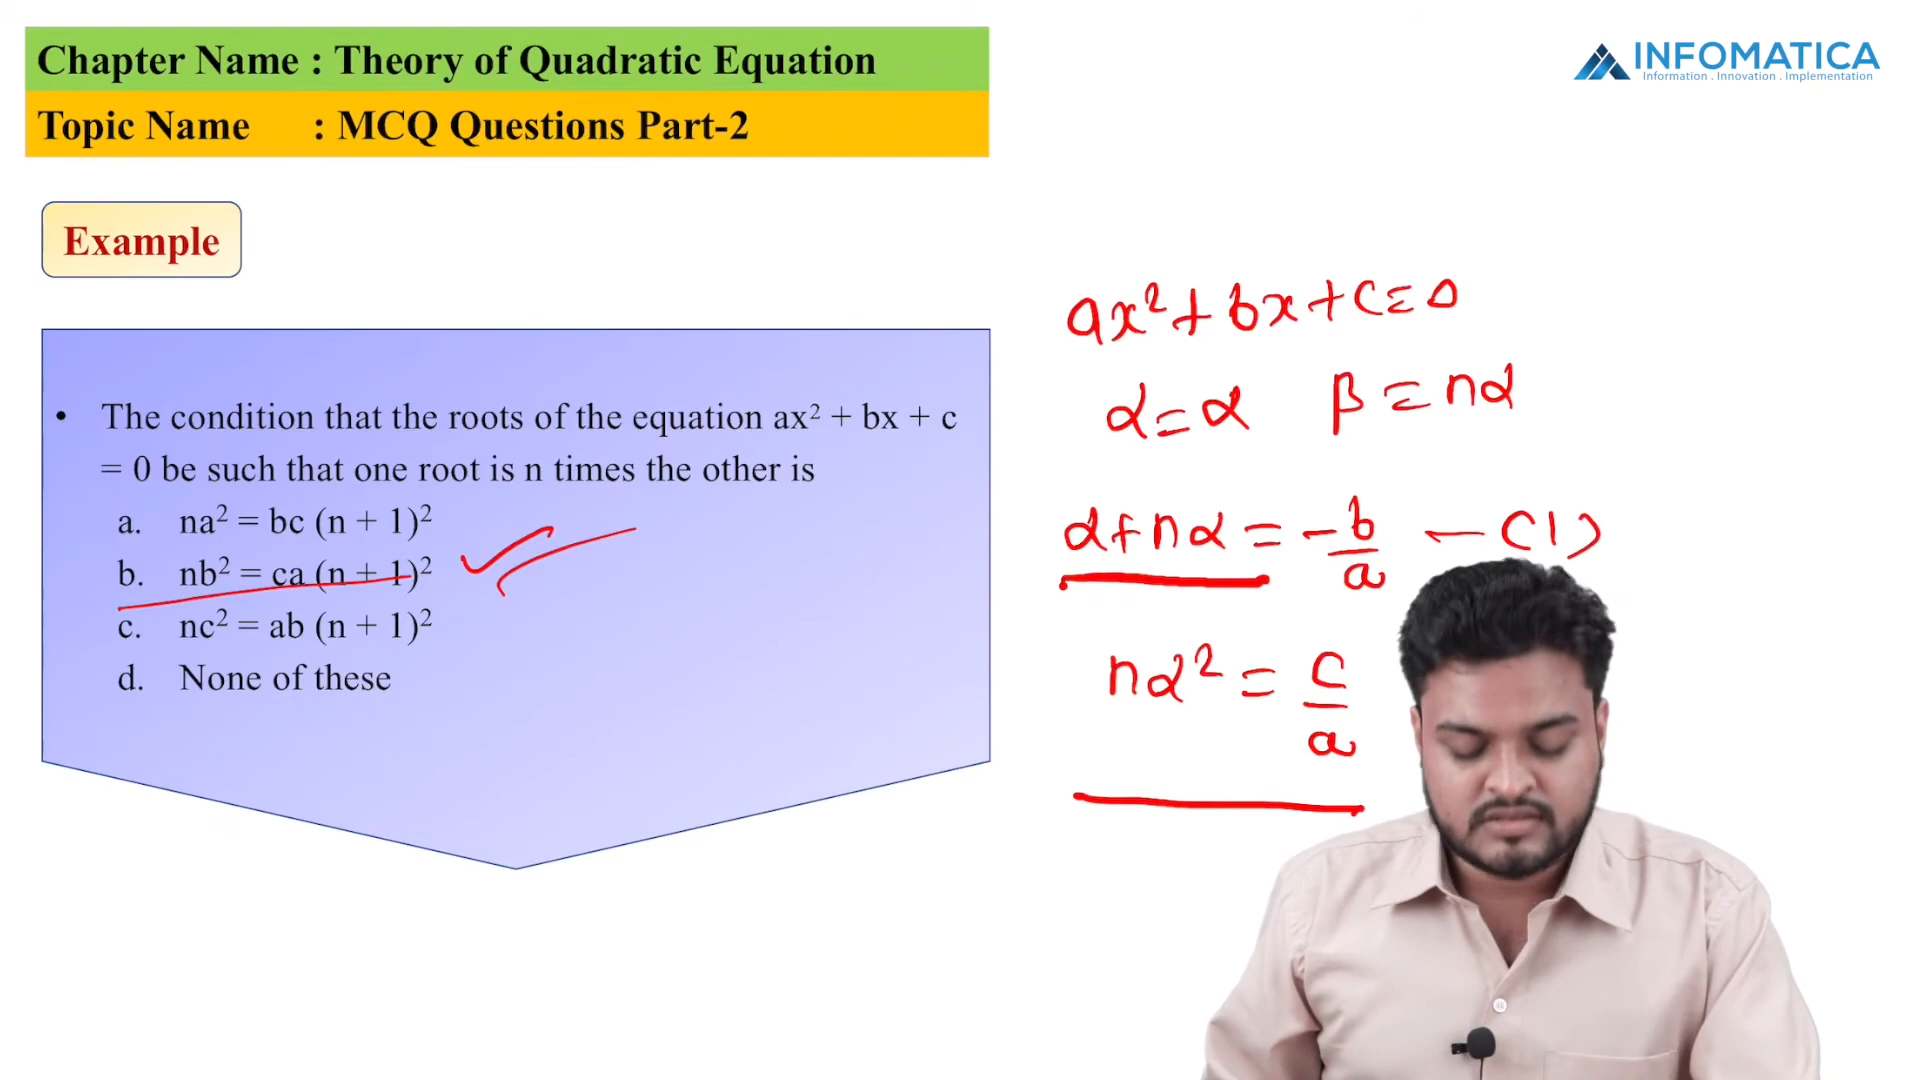 Chapter Name : Theory of Quadratic Equation
Topic Name : MCQ Questions Part-2
INFOMATICA
Information . Innovation . Implementation
Example
• The condition that the roots of the equation ax² + bx + c
= 0 be such that one root is n times the other is
a. na² = bc (n + 1)²
b. nb² = ca (n + 1)²
c. nc² = ab (n + 1)²
d. None of these
ax² + bx + c = 0
α = α β = nα
α + nα = -b/a — (1)
nα² = c/a